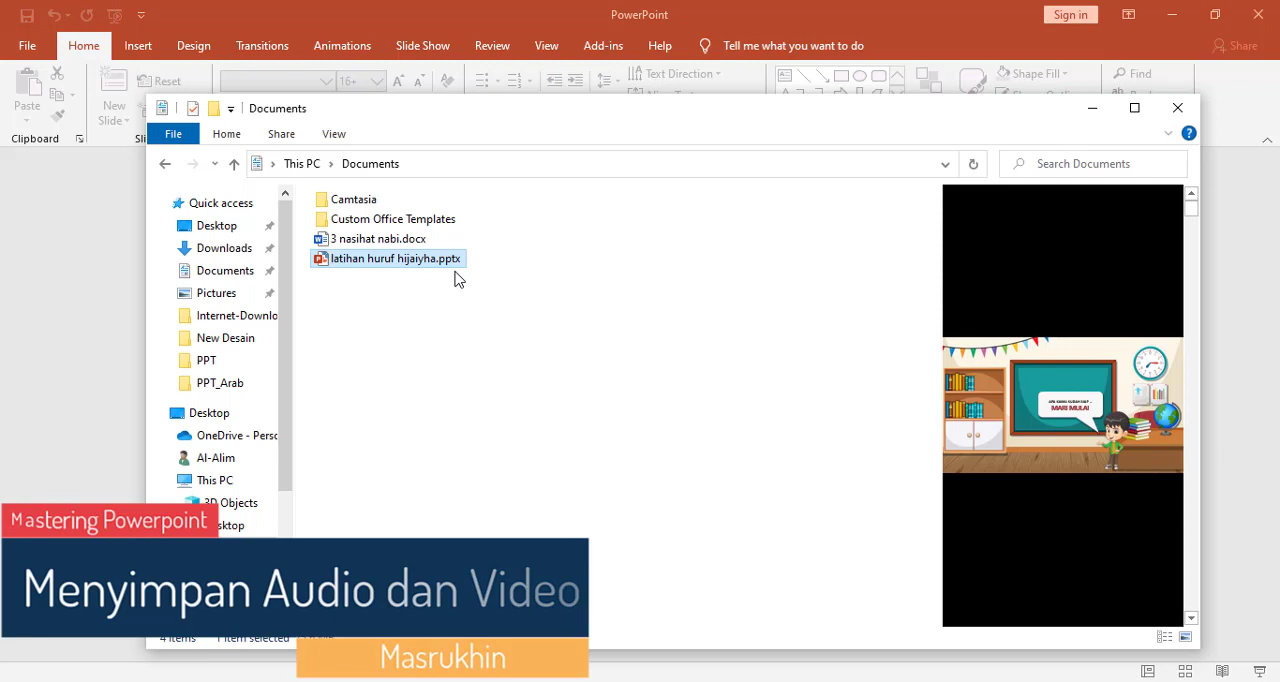 PowerPoint
Sign in
File Home Insert Design Transitions Animations Slide Show Review View Add-ins Help Tell me what you want to do Share
Paste
New
Slide
Reset
16+
Text Direction
Shape Fill
Find
Clipboard
Documents
File Home Share View
This PC Documents
Search Documents
Quick access
Desktop
Downloads
Documents
Pictures
Internet-Downlo
New Desain
PPT
PPT_Arab
Desktop
OneDrive - Perso
Al-Alim
This PC
3D Objects
sktop
Camtasia
Custom Office Templates
3 nasihat nabi.docx
latihan huruf hijaiyha.pptx
MARI MULAI
Mastering Powerpoint
Menyimpan Audio dan Video
Masrukhin
4 items 1 item selected